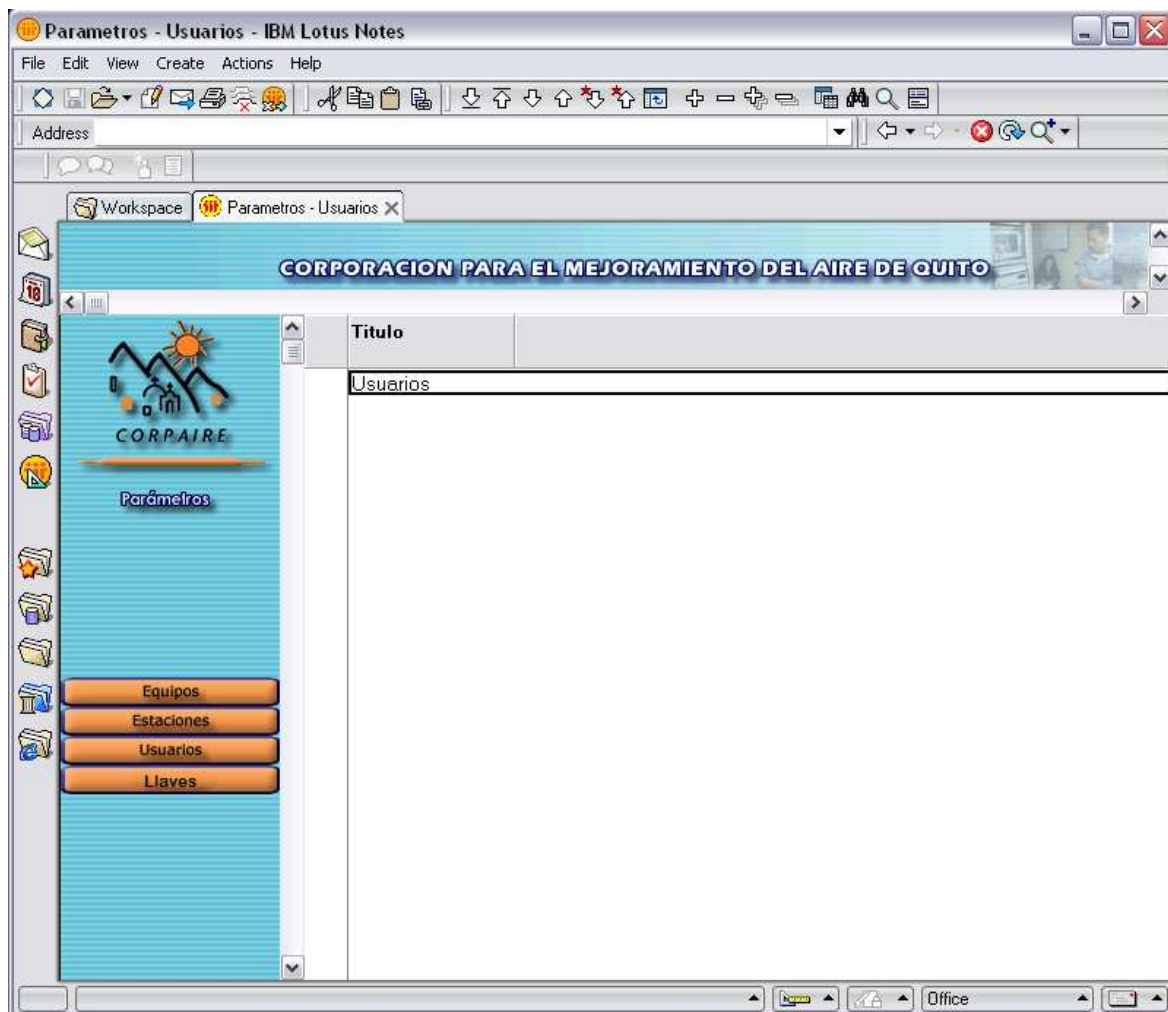 Parametros - Usuarios - IBM Lotus Notes
File Edit View Create Actions Help
Address
Workspace
Parametros - Usuarios
CORPORACION PARA EL MEJORAMIENTO DEL AIRE DE QUITO
18
CORPAIRE
Parámetros
Titulo
Usuarios
Equipos
Estaciones
Usuarios
Llaves
Office